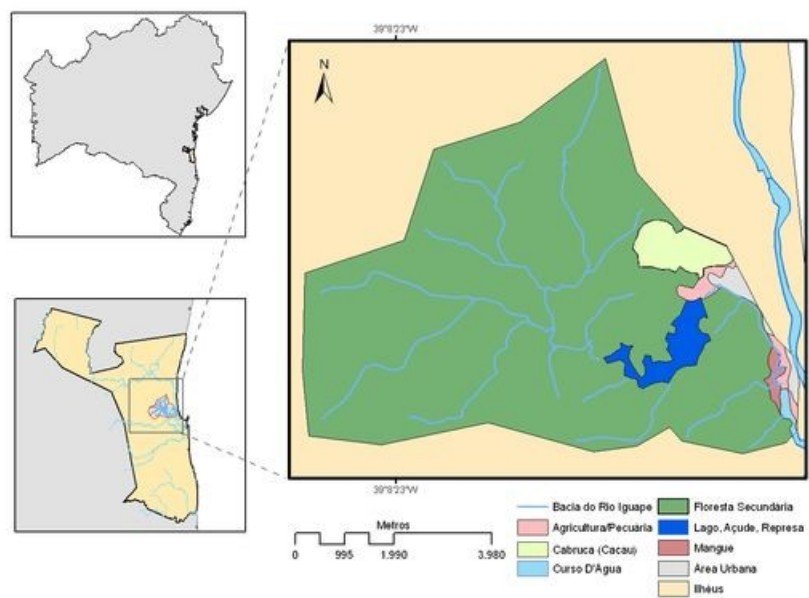 39°8'23"W
N
39°8'23"W
Metros
0 995 1.990 3.980
Bacia do Rio Iguape
Agricultura/Pecuária
Cabruca (Cacau)
Curso D'Água
Floresta Secundária
Lago, Açude, Represa
Mangue
Área Urbana
Ilhéus